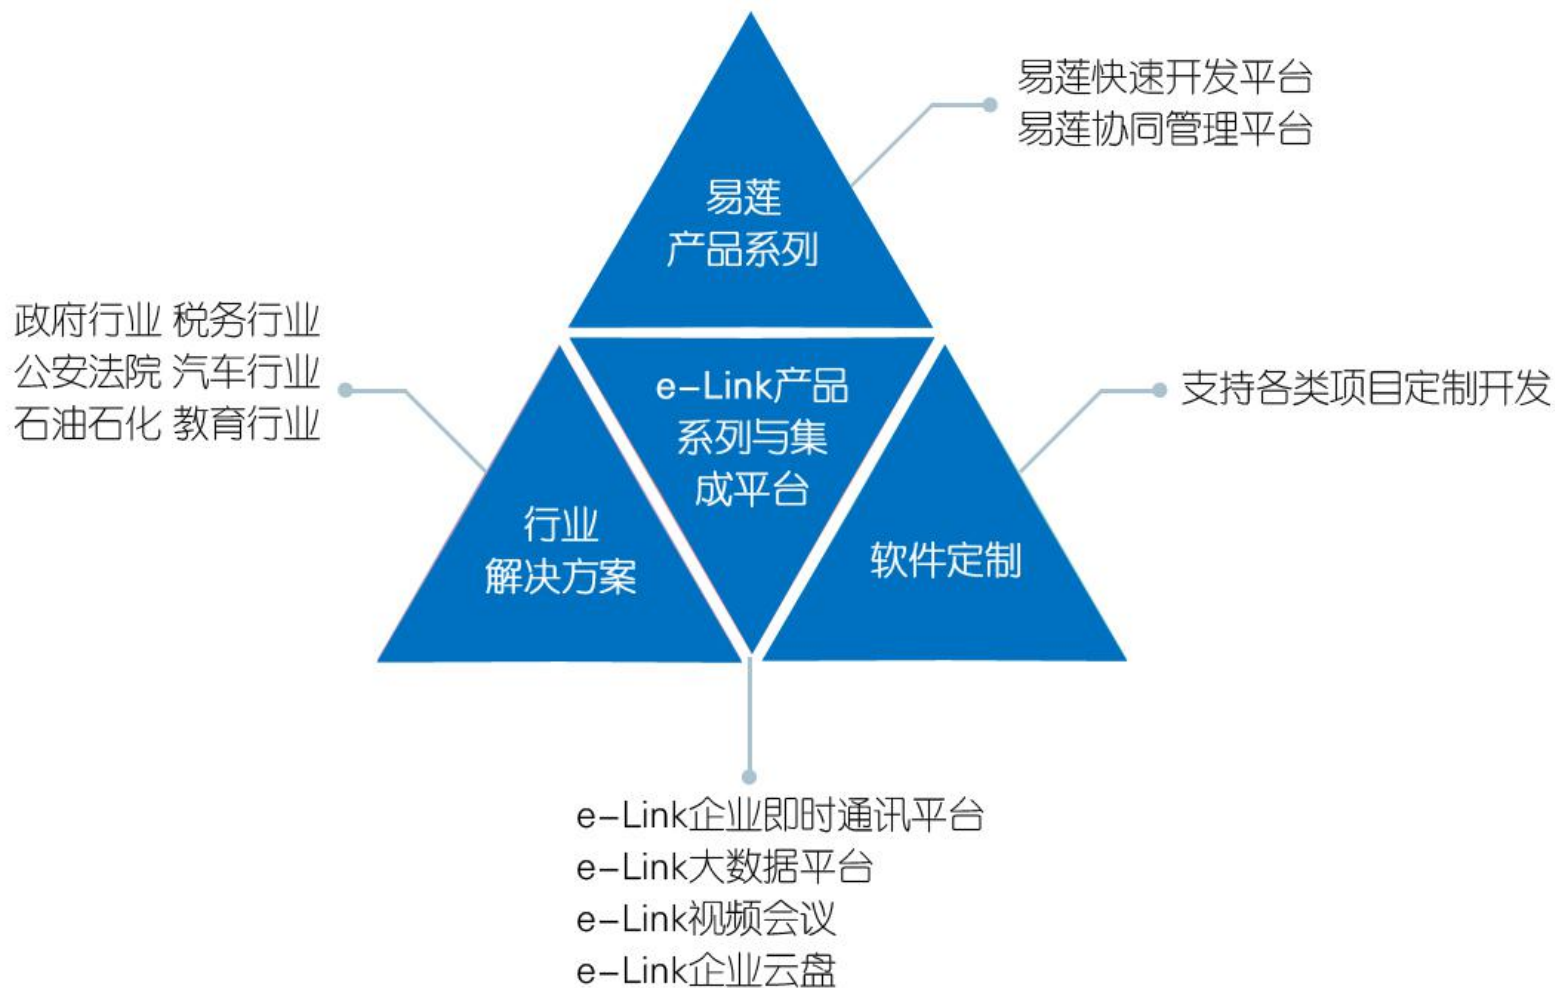 易莲快速开发平台
易莲协同管理平台
易莲
产品系列
政府行业 税务行业
公安法院 汽车行业
石油石化 教育行业
e-Link产品
系列与集
成平台
支持各类项目定制开发
行业
解决方案
软件定制
e-Link企业即时通讯平台
e-Link大数据平台
e-Link视频会议
e-Link企业云盘